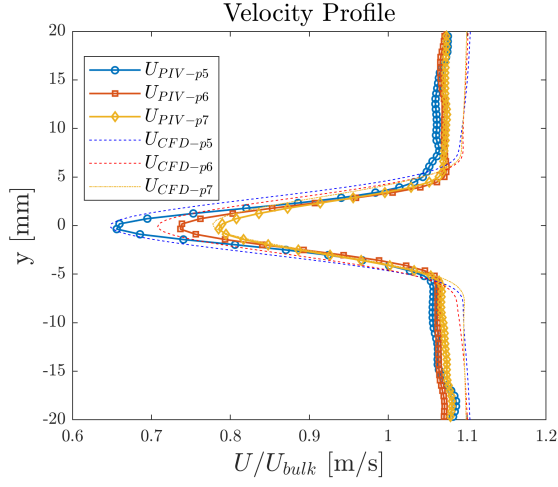 Velocity Profile
20
15
10
5
0
-5
-10
-15
-20
y [mm]
U_{PIV-p5}
U_{PIV-p6}
U_{PIV-p7}
U_{CFD-p5}
U_{CFD-p6}
U_{CFD-p7}
0.6 0.7 0.8 0.9 1 1.1 1.2
U/U_{bulk} [m/s]